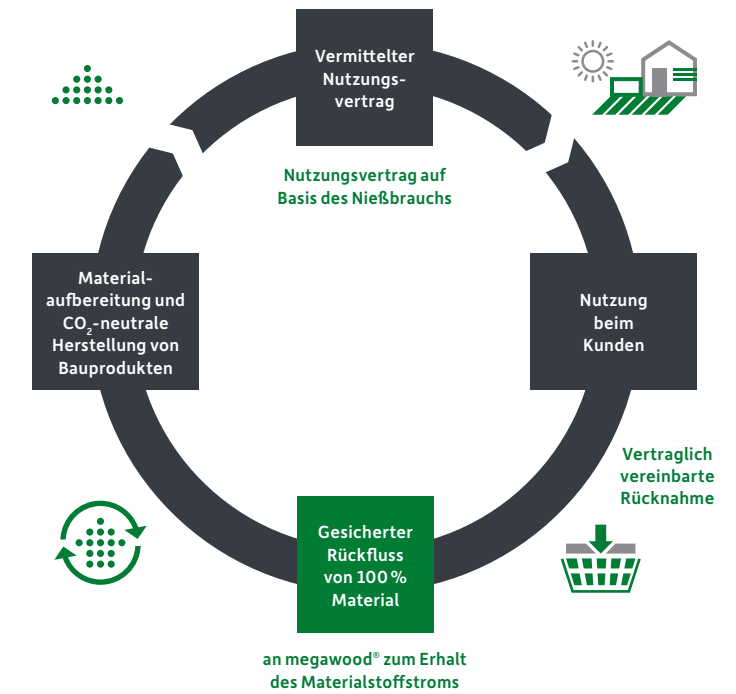 Vermittelter
Nutzungs-
vertrag
Nutzungsvertrag auf
Basis des Nießbrauchs
Nutzung
beim
Kunden
Vertraglich
vereinbarte
Rücknahme
Gesicherter
Rückfluss
von 100 %
Material
an megawood® zum Erhalt
des Materialstoffstroms
Material-
aufbereitung und
CO₂-neutrale
Herstellung von
Bauprodukten